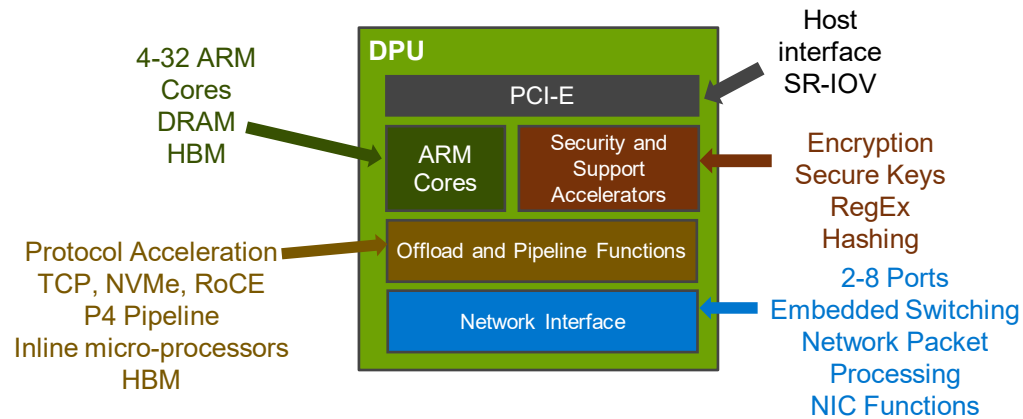 DPU
PCI-E
ARM
Cores
Security and
Support
Accelerators
Offload and Pipeline Functions
Network Interface
4-32 ARM
Cores
DRAM
HBM
Protocol Acceleration
TCP, NVMe, RoCE
P4 Pipeline
Inline micro-processors
HBM
Host
interface
SR-IOV
Encryption
Secure Keys
RegEx
Hashing
2-8 Ports
Embedded Switching
Network Packet
Processing
NIC Functions